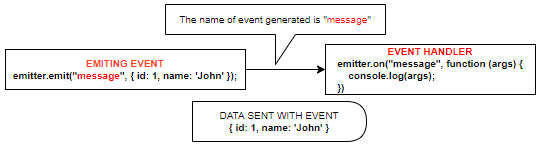 The name of event generated is "message"
EMITING EVENT
emitter.emit("message", { id: 1, name: 'John' });
EVENT HANDLER
emitter.on("message", function (args) {
console.log(args);
})
DATA SENT WITH EVENT
{ id: 1, name: 'John' }